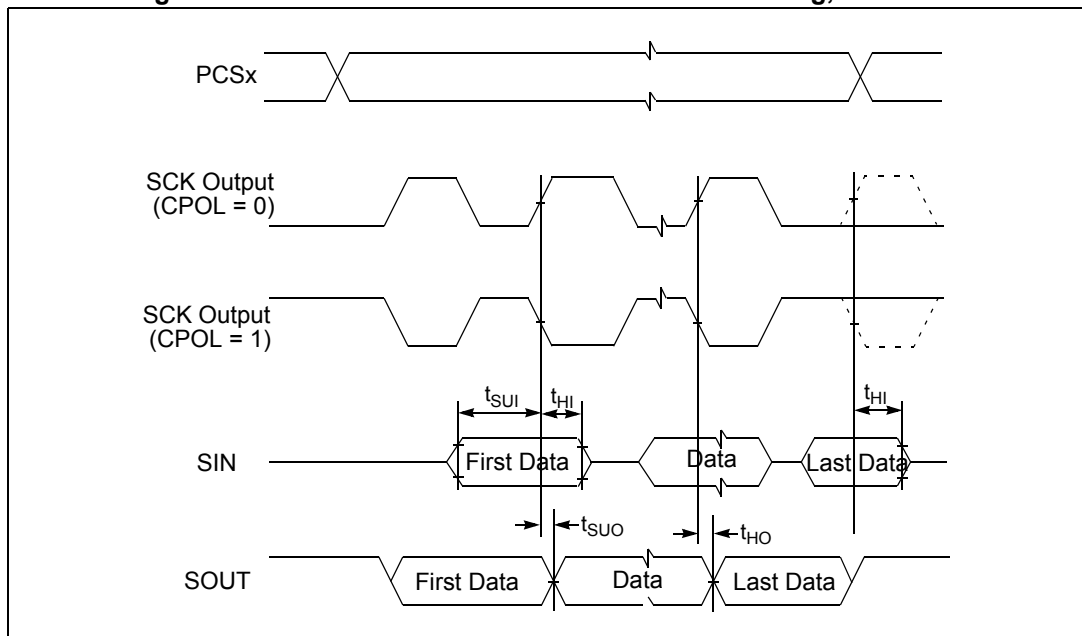 PCSx
SCK Output
(CPOL = 0)
SCK Output
(CPOL = 1)
tSUI
tHI
tHI
SIN
First Data
Data
Last Data
tSUO
tHO
SOUT
First Data
Data
Last Data